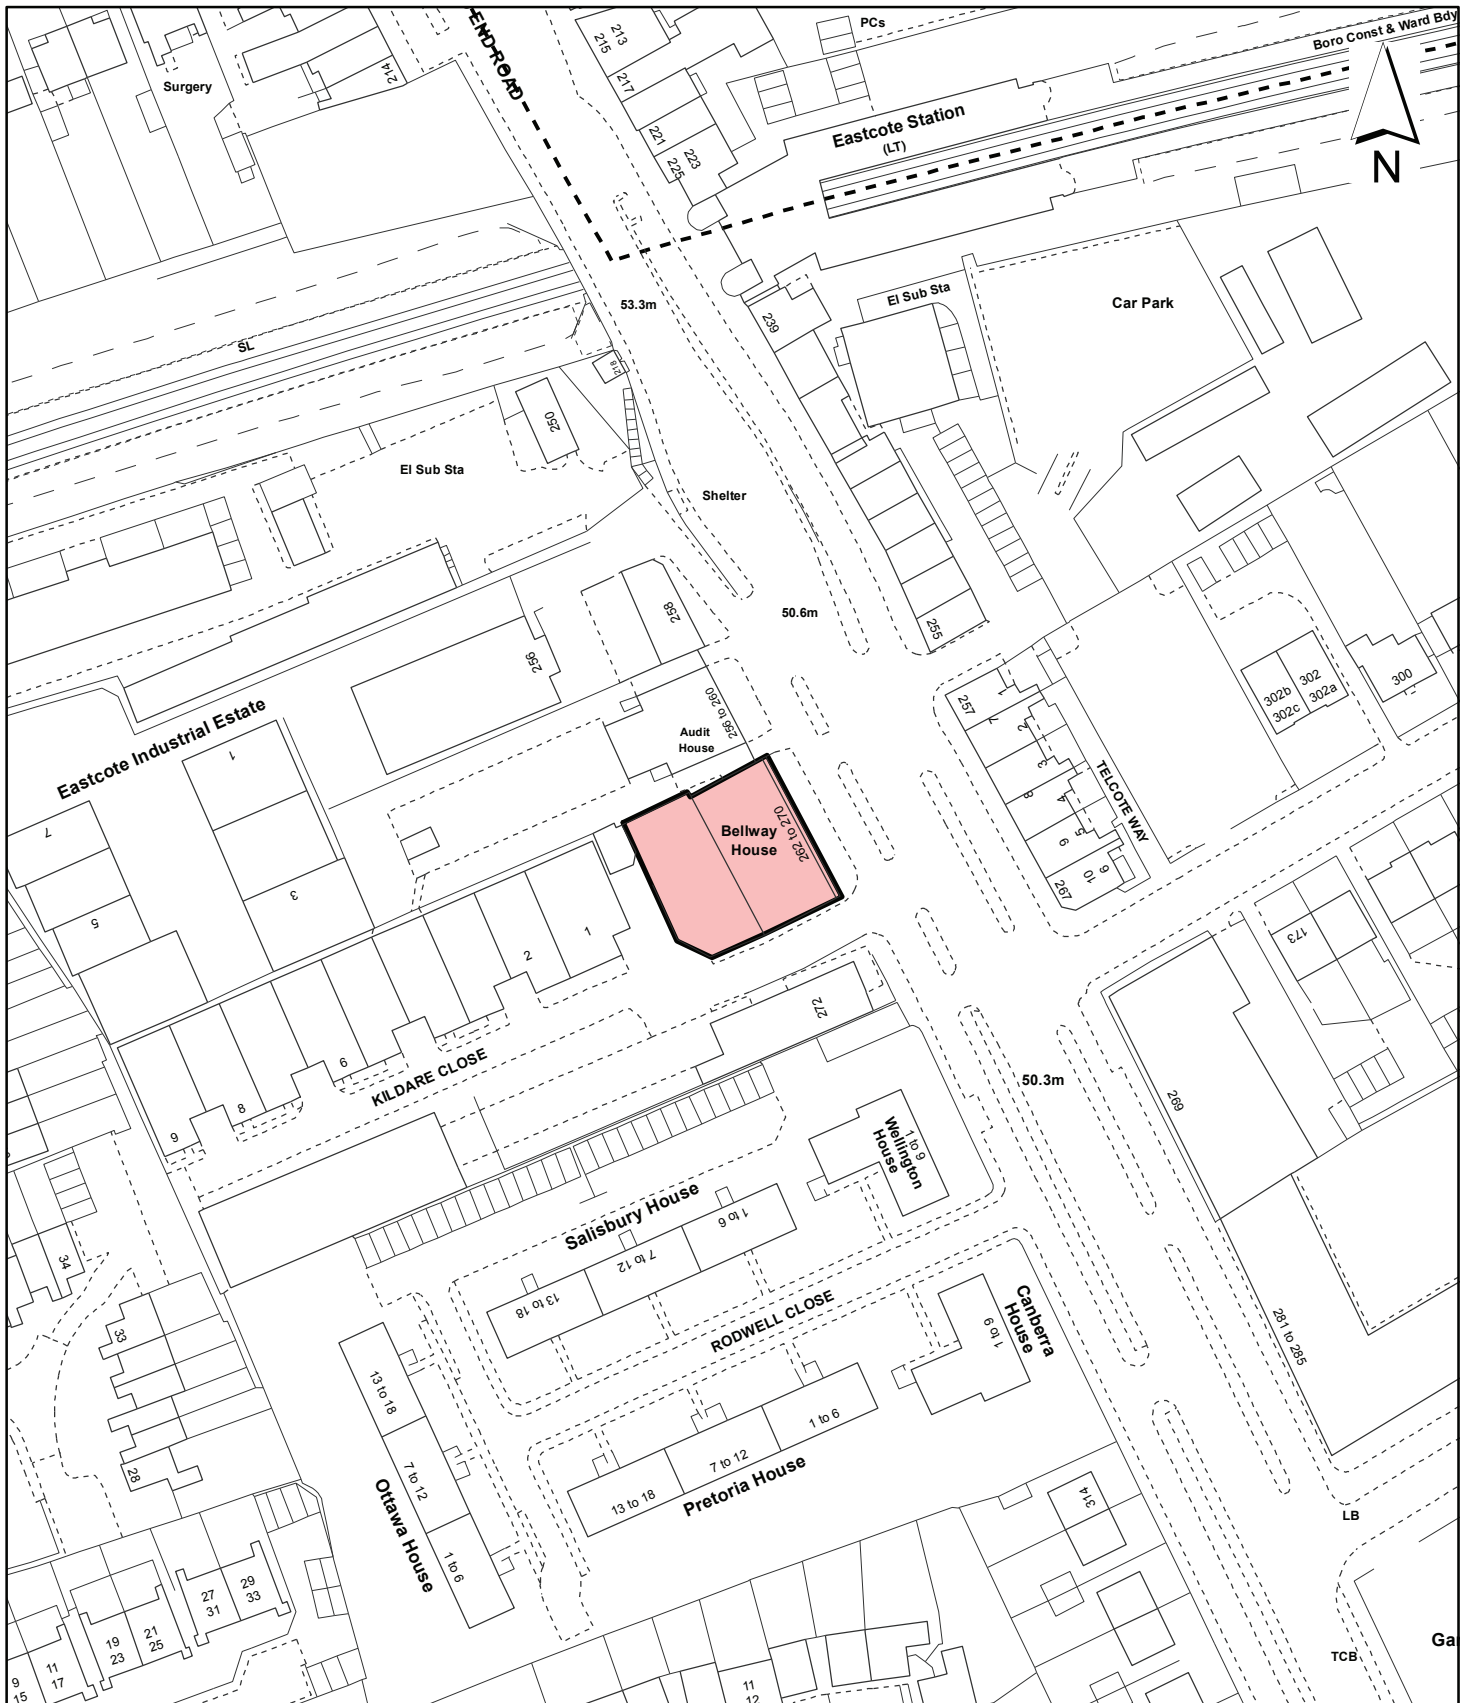 END ROAD
213
215
217
221
223
225
PCs
Boro Const & Ward Bdy
Surgery
214
Eastcote Station
(LT)
N
53.3m
SL
218
239
El Sub Sta
Car Park
250
El Sub Sta
Shelter
255
50.6m
258
256
256 to 260
Audit
House
257
1
7
2
3
8
4
5
9
6
10
267
TELCOTE WAY
302b
302
302c
302a
300
Eastcote Industrial Estate
7
1
5
3
Bellway
House
262 to 270
1
2
6
8
9
KILDARE CLOSE
272
173
50.3m
269
1 to 9
Wellington
House
Salisbury House
1 to 6
7 to 12
13 to 18
34
33
28
RODWELL CLOSE
Canberra
House
1 to 9
281 to 285
13 to 18
7 to 12
1 to 6
Ottawa House
1 to 6
7 to 12
13 to 18
Pretoria House
314
LB
27
31
29
33
19
23
21
25
11
17
9
15
11
12
TCB
Gar